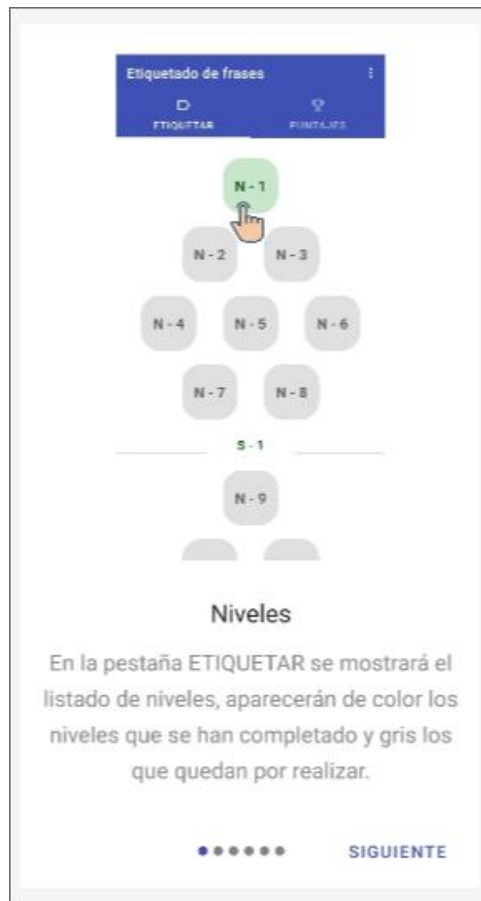 Etiquetado de frases
ETIQUETAR PUNTAJES
N - 1
N - 2 N - 3
N - 4 N - 5 N - 6
N - 7 N - 8
S - 1
N - 9
Niveles
En la pestaña ETIQUETAR se mostrará el
listado de niveles, aparecerán de color los
niveles que se han completado y gris los
que quedan por realizar.
SIGUIENTE